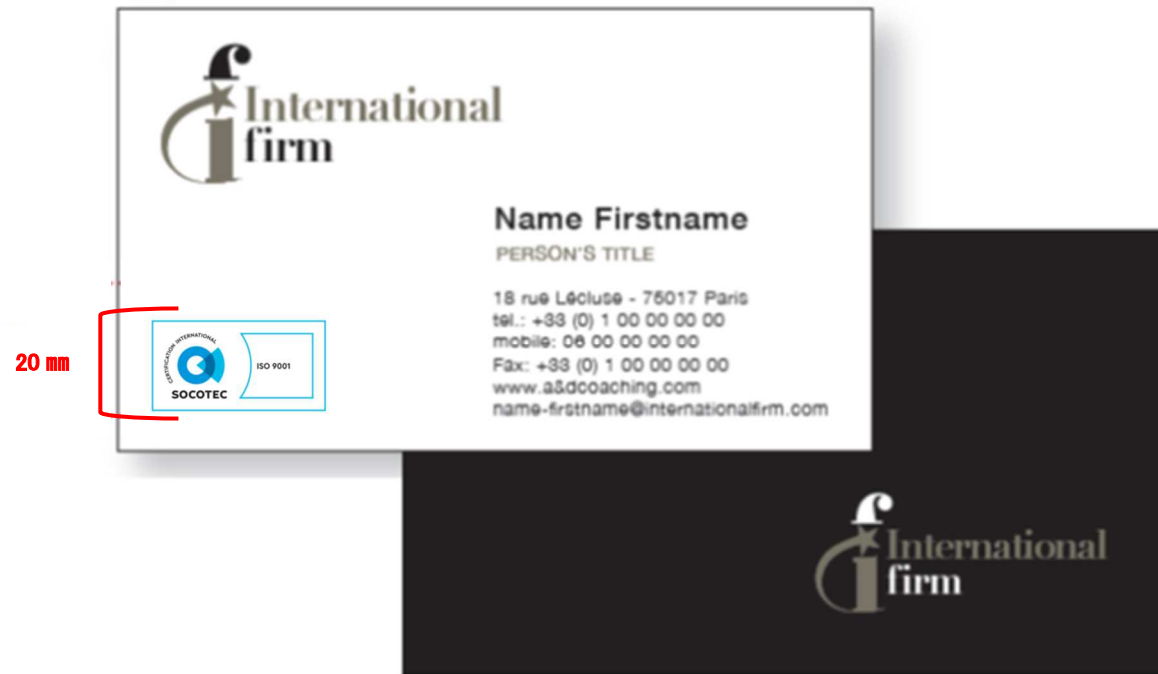 International
firm
Name Firstname
PERSON'S TITLE
18 rue Lécluse - 75017 Paris
tél.: +33 (0) 1 00 00 00 00
mobile: 06 00 00 00 00
Fax: +33 (0) 1 00 00 00 00
www.a&dcoaching.com
name-firstname@internationalfirm.com
20 mm
CERTIFICATION INTERNATIONAL
SOCOTEC
ISO 9001
International
firm